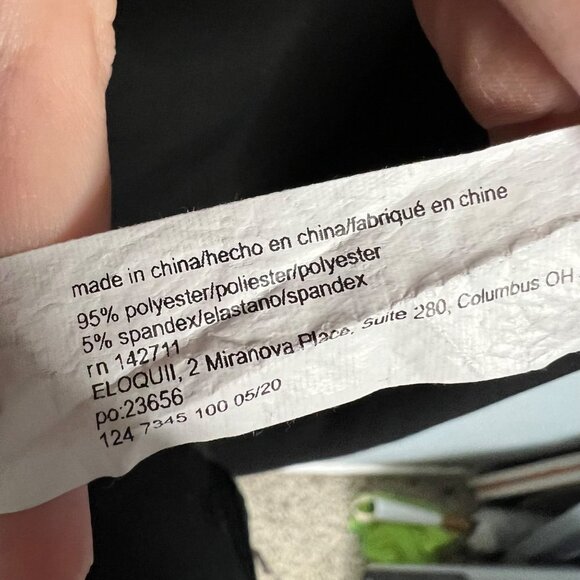 made in china/hecho en china/fabriqué en chine
95% polyester/poliester/polyester
5% spandex/elastano/spandex
rn 142711
ELOQUII, 2 Miranova Place, Suite 280, Columbus OH
po:23656
124 7345 100 05/20